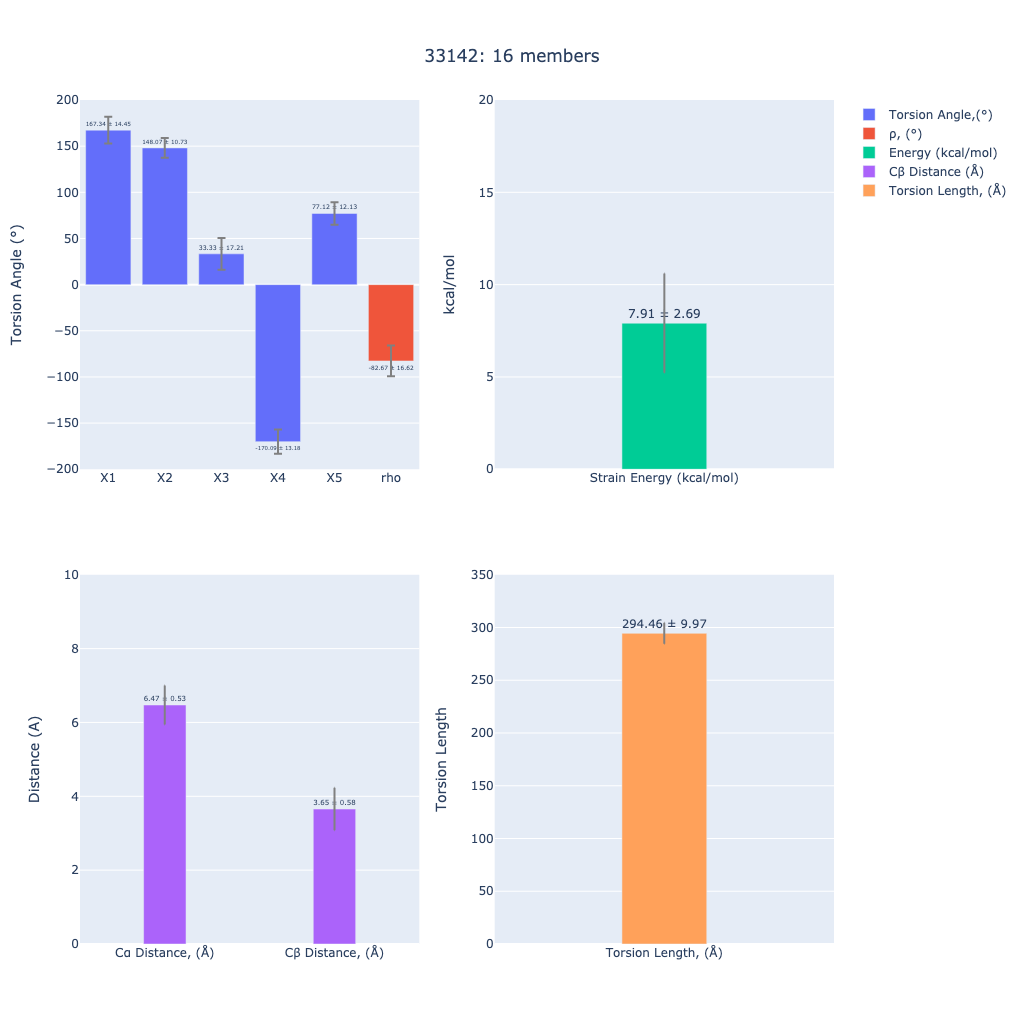 33142: 16 members
Torsion Angle (°)
200
150
100
50
0
−50
−100
−150
−200
167.34 ± 14.45
148.07 ± 10.73
33.33 ± 17.21
-170.09 ± 13.18
77.12 ± 12.13
-82.67 ± 16.62
X1 X2 X3 X4 X5 rho
kcal/mol
20
15
10
5
0
7.91 ± 2.69
Strain Energy (kcal/mol)
Torsion Angle,(°)
ρ, (°)
Energy (kcal/mol)
Cβ Distance (Å)
Torsion Length, (Å)
Distance (A)
10
8
6
4
2
0
6.47 ± 0.53
3.65 ± 0.58
Cα Distance, (Å) Cβ Distance, (Å)
Torsion Length
350
300
250
200
150
100
50
0
294.46 ± 9.97
Torsion Length, (Å)